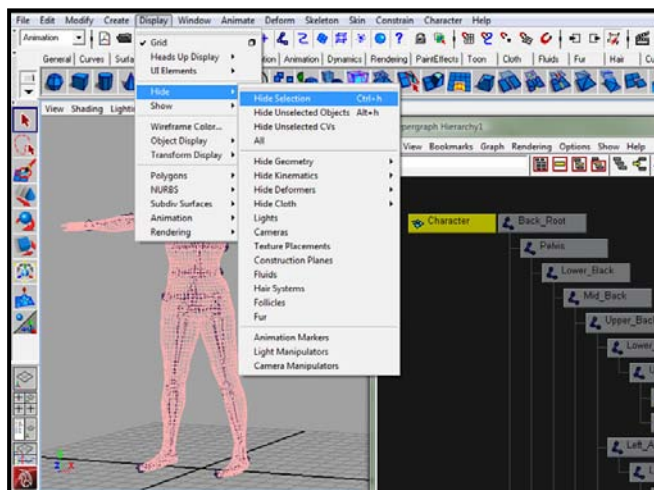 File Edit Modify Create Display Window Animate Deform Skeleton Skin Constrain Character Help
Animation
General Curves Surfa
Animation Dynamics Rendering PaintEffects Toon Cloth Fluids Fur Hair
View Shading
Grid
Heads Up Display
UI Elements
Hide
Show
Wireframe Color...
Object Display
Transform Display
Polygons
NURBS
Subdiv Surfaces
Animation
Rendering
Hide Selection Ctrl+h
Hide Unselected Objects Alt+h
Hide Unselected CVs
All
Hide Geometry
Hide Kinematics
Hide Deformers
Hide Cloth
Lights
Cameras
Texture Placements
Construction Planes
Fluids
Hair Systems
Follicles
Fur
Animation Markers
Light Manipulators
Camera Manipulators
pergraph Hierarchy1
View Bookmarks Graph Rendering Options Show Help
Character Back_Root
Pelvis
Lower_Back
Mid_Back
Upper_Bac
Lower_
U
Left_A
L
z x